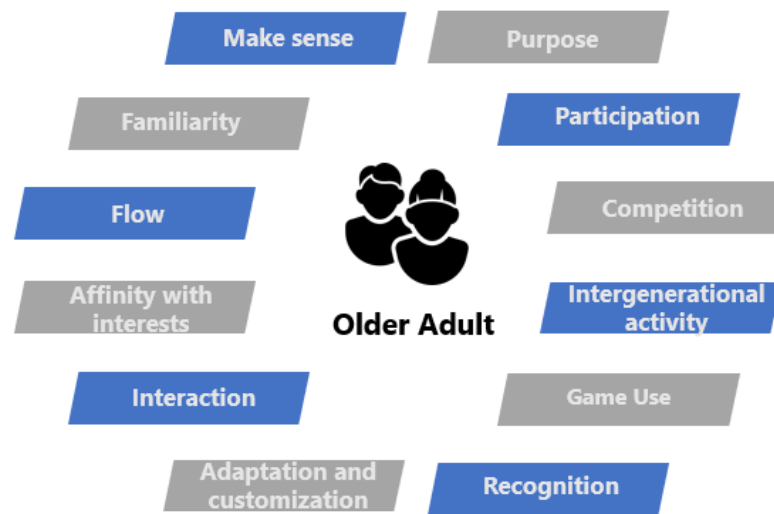 Make sense
Purpose
Familiarity
Participation
Flow
Competition
Affinity with
interests
Intergenerational
activity
Older Adult
Interaction
Game Use
Adaptation and
customization
Recognition